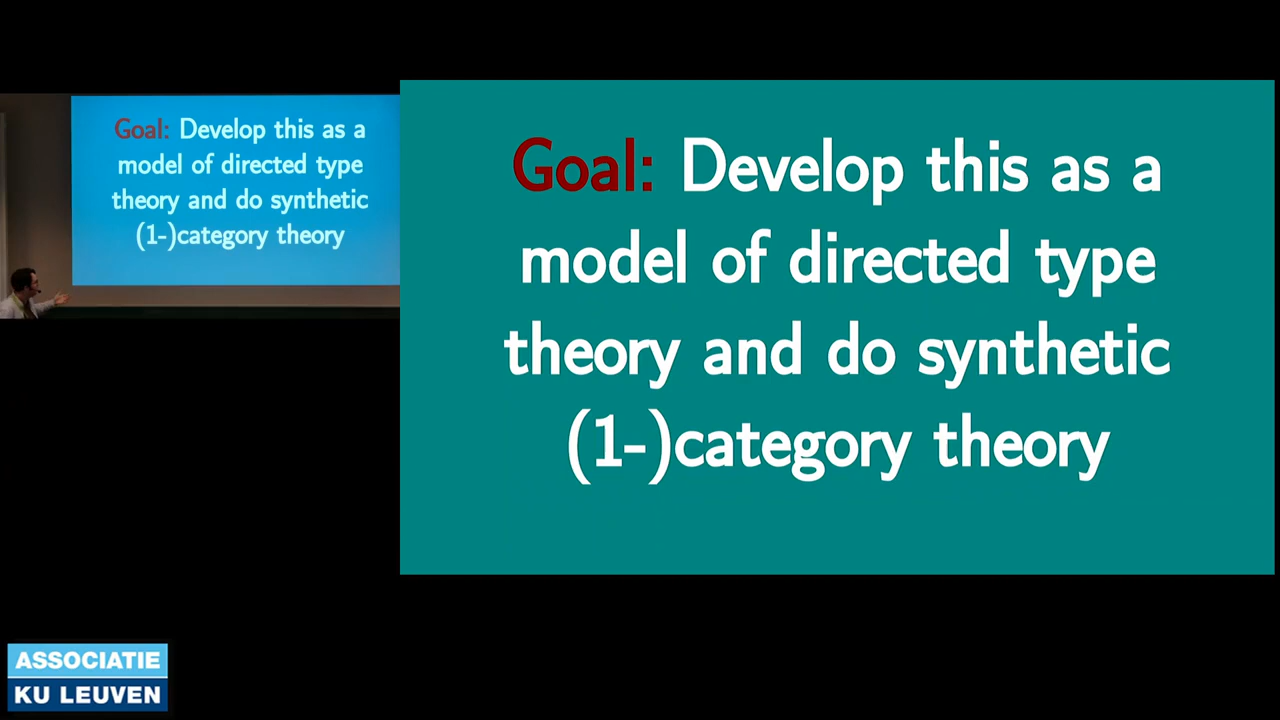 Goal: Develop this as a
model of directed type
theory and do synthetic
(1-)category theory
Goal: Develop this as a
model of directed type
theory and do synthetic
(1-)category theory
ASSOCIATIE
KU LEUVEN